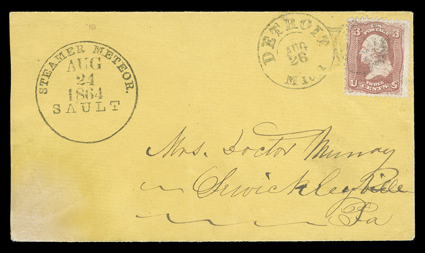 STEAMER METEOR.
AUG
24
1864
SAULT
DETROIT
AUG
26
MICH.
3 3
U THREE CENTS S
Mrs. Doctor Murray
Sewickleyville
Pa